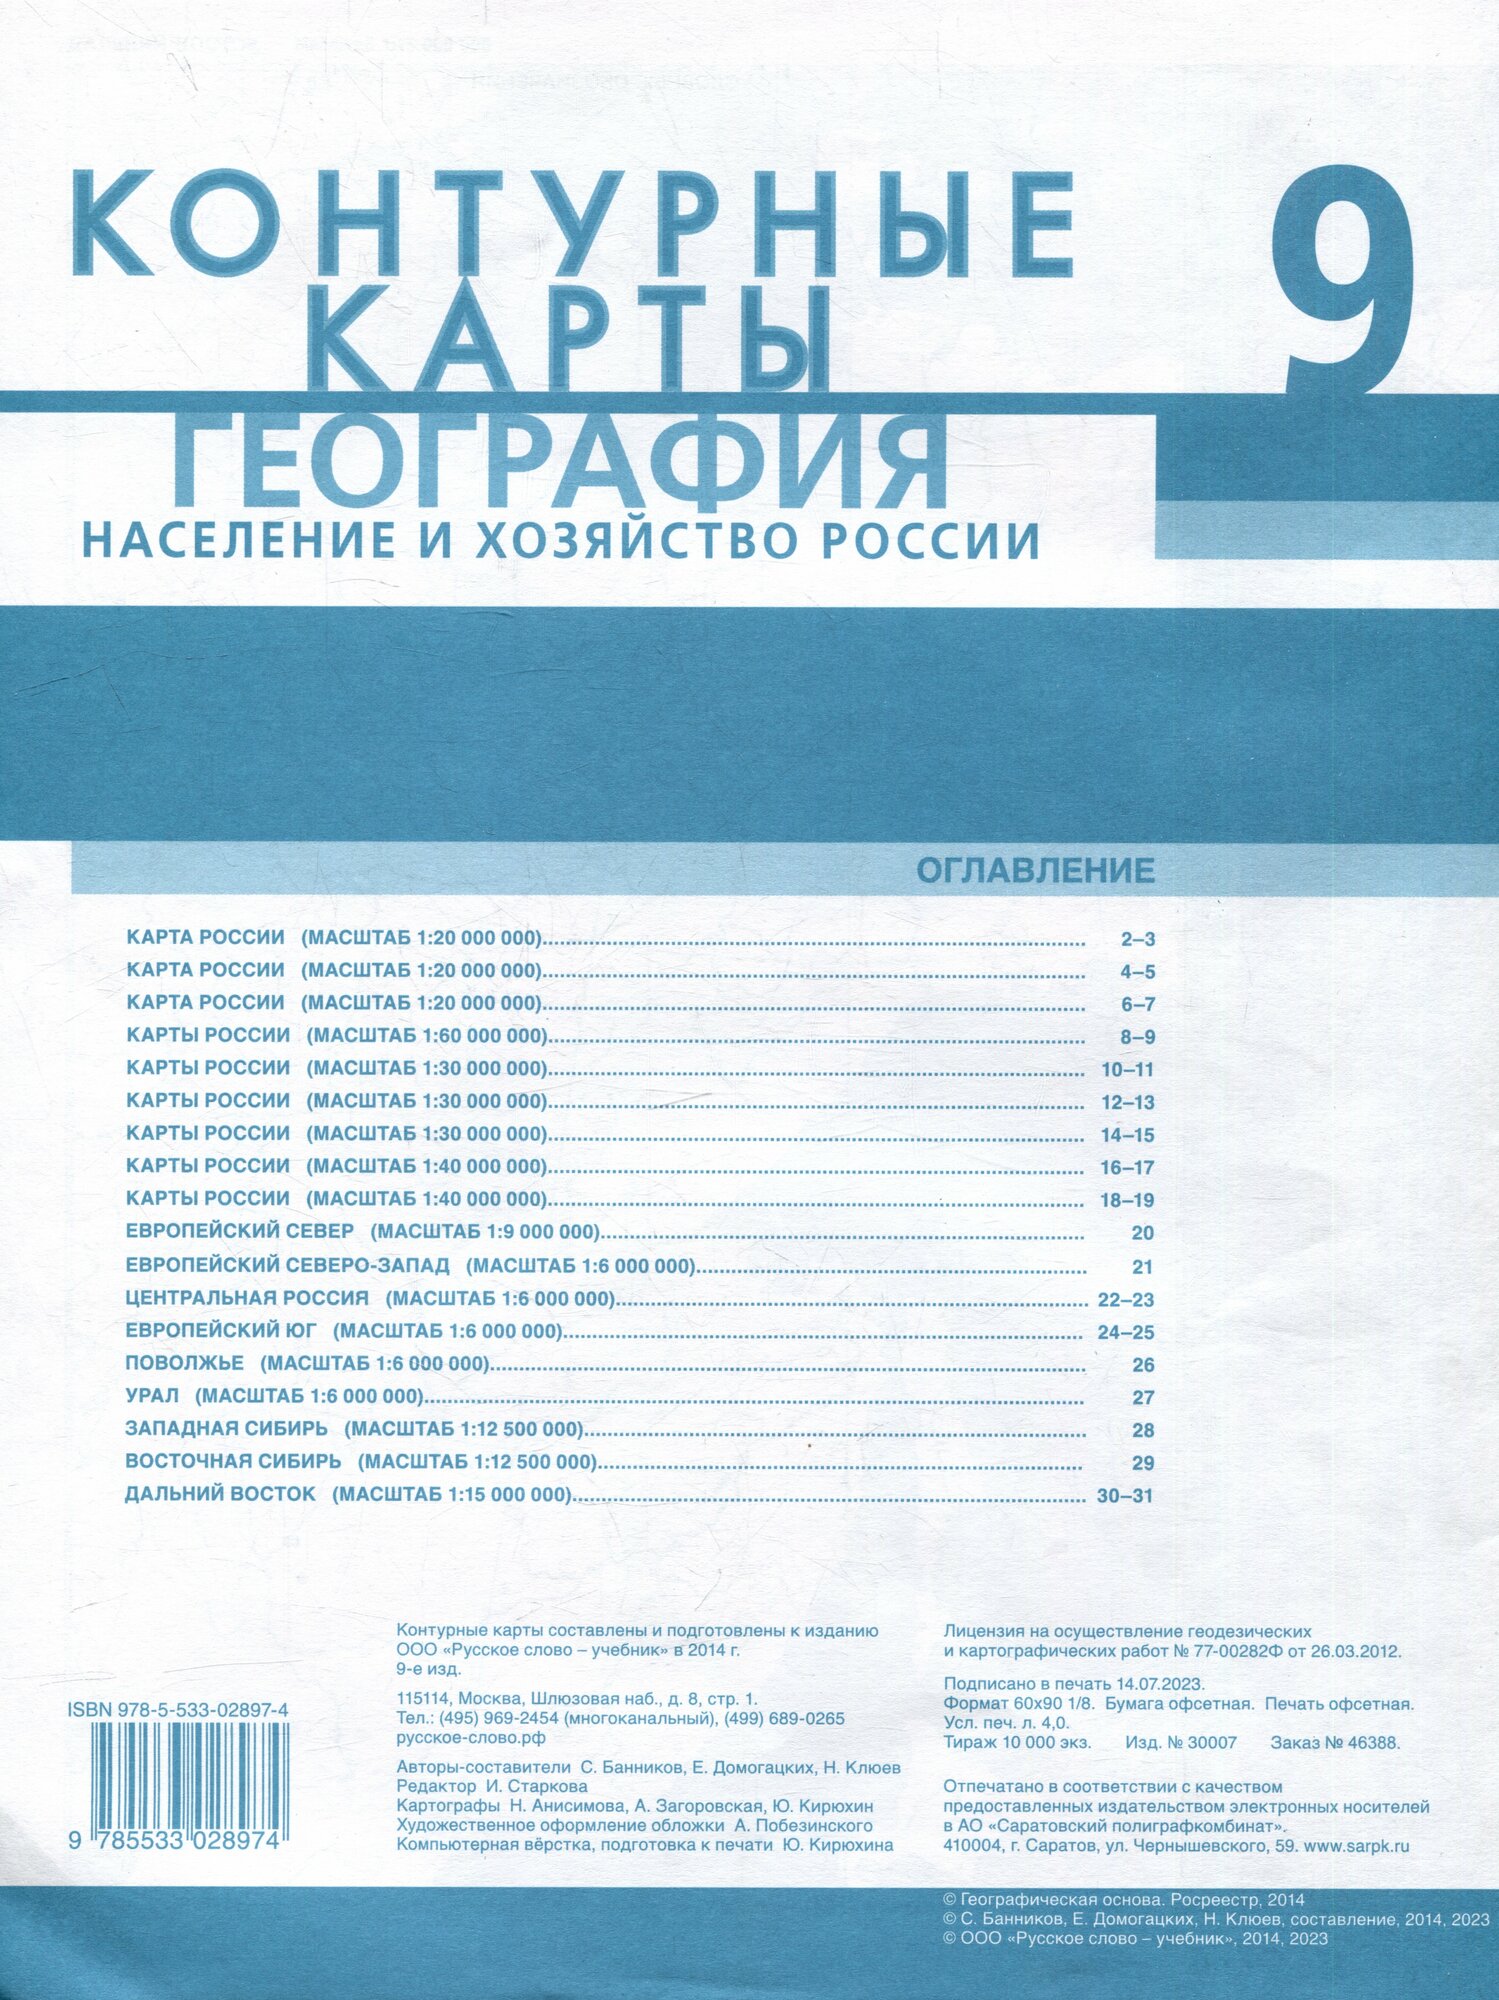 КОНТУРНЫЕ
КАРТЫ
9
ГЕОГРАФИЯ
НАСЕЛЕНИЕ И ХОЗЯЙСТВО РОССИИ
ОГЛАВЛЕНИЕ
КАРТА РОССИИ (МАСШТАБ 1:20 000 000)........ 2–3
КАРТА РОССИИ (МАСШТАБ 1:20 000 000)........ 4–5
КАРТА РОССИИ (МАСШТАБ 1:20 000 000)........ 6–7
КАРТЫ РОССИИ (МАСШТАБ 1:60 000 000)........ 8–9
КАРТЫ РОССИИ (МАСШТАБ 1:30 000 000)........ 10–11
КАРТЫ РОССИИ (МАСШТАБ 1:30 000 000)........ 12–13
КАРТЫ РОССИИ (МАСШТАБ 1:30 000 000)........ 14–15
КАРТЫ РОССИИ (МАСШТАБ 1:40 000 000)........ 16–17
КАРТЫ РОССИИ (МАСШТАБ 1:40 000 000)........ 18–19
ЕВРОПЕЙСКИЙ СЕВЕР (МАСШТАБ 1:9 000 000)........ 20
ЕВРОПЕЙСКИЙ СЕВЕРО-ЗАПАД (МАСШТАБ 1:6 000 000)........ 21
ЦЕНТРАЛЬНАЯ РОССИЯ (МАСШТАБ 1:6 000 000)........ 22–23
ЕВРОПЕЙСКИЙ ЮГ (МАСШТАБ 1:6 000 000)........ 24–25
ПОВОЛЖЬЕ (МАСШТАБ 1:6 000 000)........ 26
УРАЛ (МАСШТАБ 1:6 000 000)........ 27
ЗАПАДНАЯ СИБИРЬ (МАСШТАБ 1:12 500 000)........ 28
ВОСТОЧНАЯ СИБИРЬ (МАСШТАБ 1:12 500 000)........ 29
ДАЛЬНИЙ ВОСТОК (МАСШТАБ 1:15 000 000)........ 30–31
ISBN 978-5-533-02897-4
9 785533 028974
Контурные карты составлены и подготовлены к изданию
ООО «Русское слово – учебник» в 2014 г.
9-е изд.
115114, Москва, Шлюзовая наб., д. 8, стр. 1.
Тел.: (495) 969-2454 (многоканальный), (499) 689-0265
русское-слово.рф
Авторы-составители С. Банников, Е. Домогацких, Н. Клюев
Редактор И. Старкова
Картографы Н. Анисимова, А. Загоровская, Ю. Кирюхин
Художественное оформление обложки А. Побезинского
Компьютерная вёрстка, подготовка к печати Ю. Кирюхина
Лицензия на осуществление геодезических
и картографических работ № 77-00282Ф от 26.03.2012.
Подписано в печать 14.07.2023.
Формат 60х90 1/8. Бумага офсетная. Печать офсетная.
Усл. печ. л. 4,0.
Тираж 10 000 экз. Изд. № 30007 Заказ № 46388.
Отпечатано в соответствии с качеством
предоставленных издательством электронных носителей
в АО «Саратовский полиграфкомбинат».
410004, г. Саратов, ул. Чернышевского, 59. www.sarpk.ru
© Географическая основа. Росреестр, 2014
© С. Банников, Е. Домогацких, Н. Клюев, составление, 2014, 2023
© ООО «Русское слово – учебник», 2014, 2023